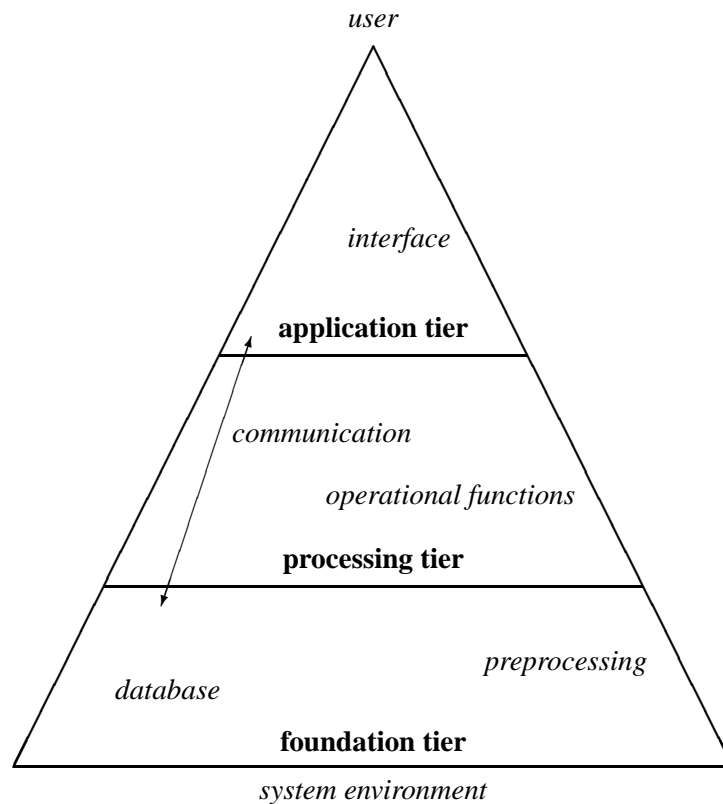 user
interface
application tier
communication
operational functions
processing tier
preprocessing
database
foundation tier
system environment